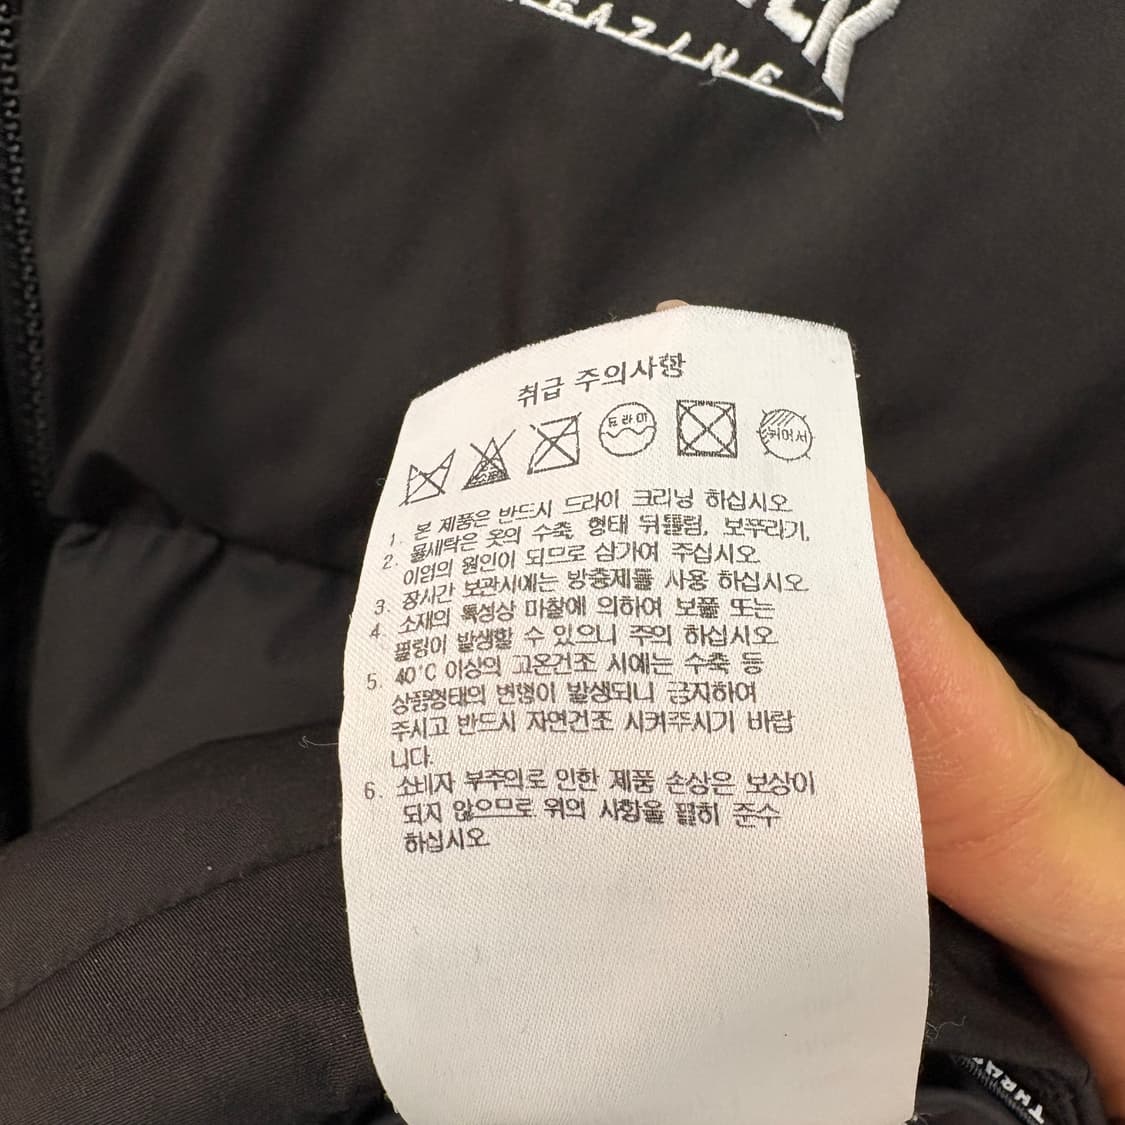 MAGAZINE
취급 주의사항
드라이
뉘어서
1. 본 제품은 반드시 드라이 크리닝 하십시오
2. 물세탁은 옷의 수축, 형태 뒤틀림, 보푸라기,
이염의 원인이 되므로 삼가여 주십시오.
3. 장시간 보관시에는 방충제를 사용 하십시오
4. 소재의 특성상 마찰에 의하여 보풀 또는
필링이 발생할 수 있으니 주의 하십시오
5. 40°C 이상의 고온건조 시에는 수축 등
상품형태의 변형이 발생되니 금지하여
주시고 반드시 자연건조 시켜주시기 바랍
니다.
6. 소비자 부주의로 인한 제품 손상은 보상이
되지 않으므로 위의 사항을 필히 준수
하십시오